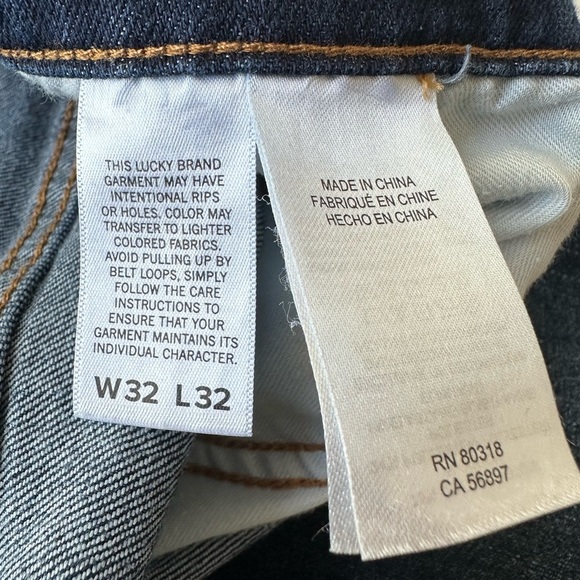 THIS LUCKY BRAND
GARMENT MAY HAVE
INTENTIONAL RIPS
OR HOLES. COLOR MAY
TRANSFER TO LIGHTER
COLORED FABRICS.
AVOID PULLING UP BY
BELT LOOPS, SIMPLY
FOLLOW THE CARE
INSTRUCTIONS TO
ENSURE THAT YOUR
GARMENT MAINTAINS ITS
INDIVIDUAL CHARACTER.
W32 L32
MADE IN CHINA
FABRIQUÉ EN CHINE
HECHO EN CHINA
RN 80318
CA 56897